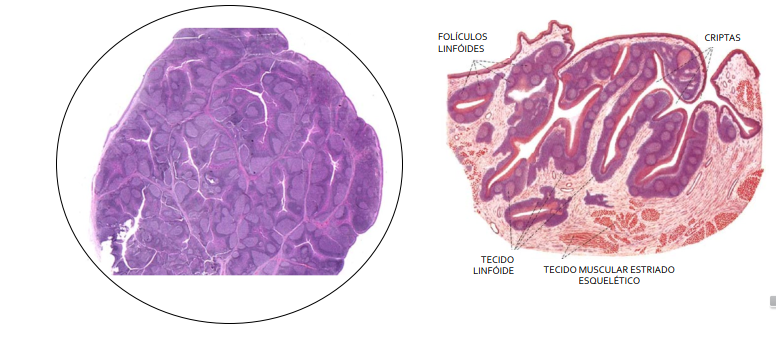 FOLÍCULOS
LINFÓIDES
CRIPTAS
TECIDO
LINFÓIDE
TECIDO MUSCULAR ESTRIADO
ESQUELÉTICO